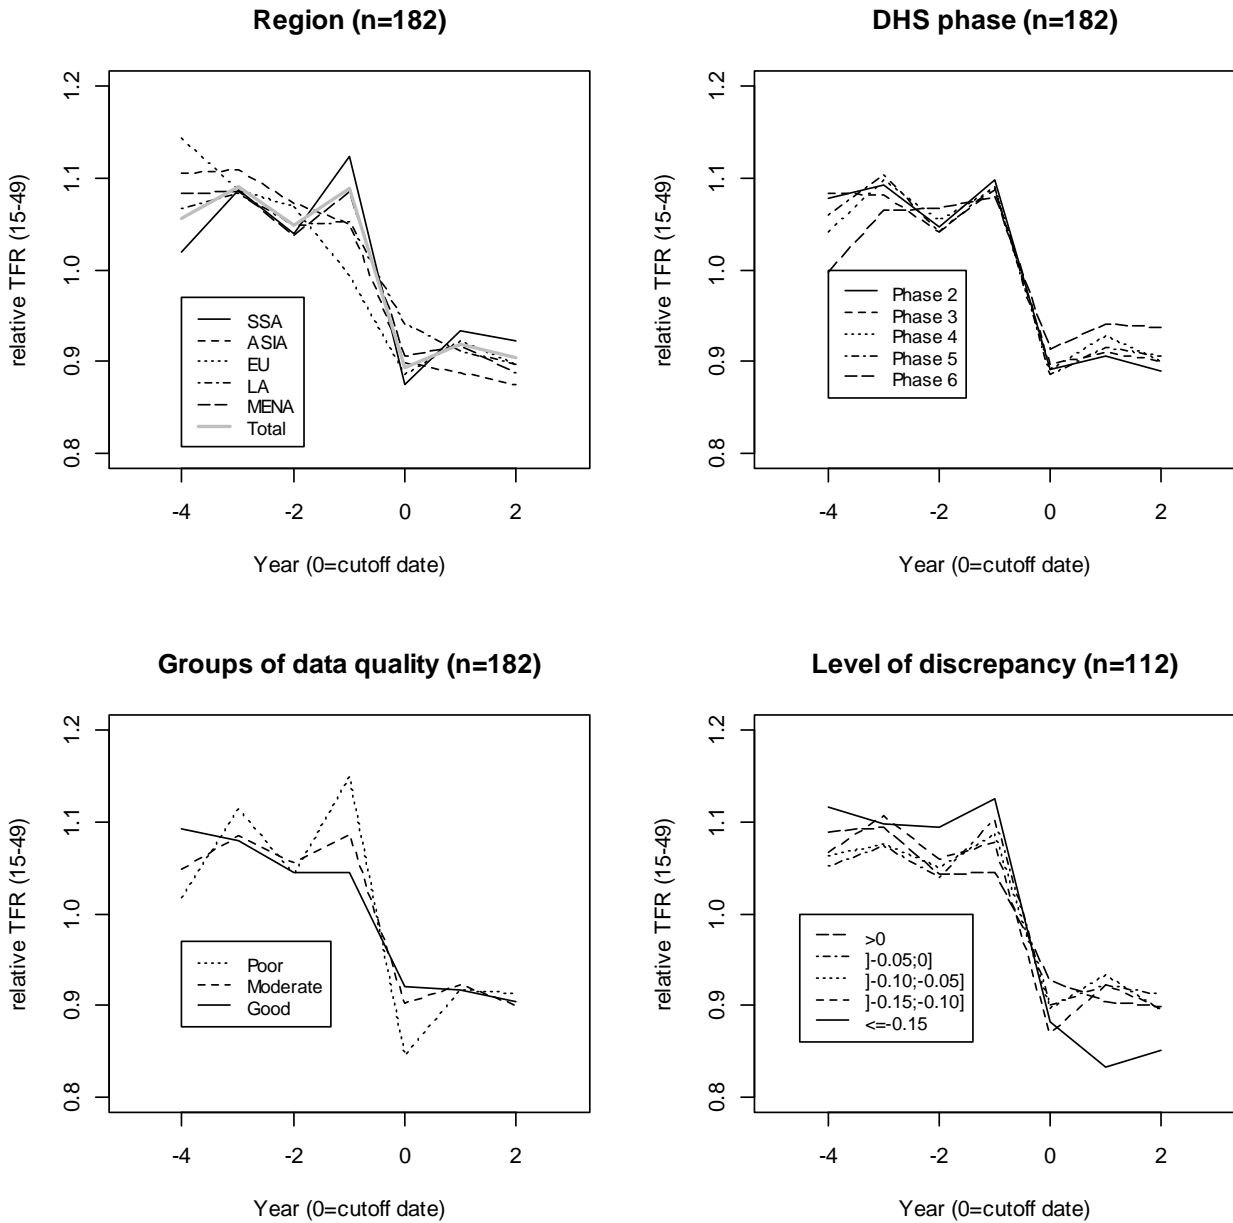 Region (n=182)
relative TFR (15-49)
1.2
1.1
1.0
0.9
0.8
SSA
ASIA
EU
LA
MENA
Total
-4
-2
0
2
Year (0=cutoff date)
DHS phase (n=182)
relative TFR (15-49)
1.2
1.1
1.0
0.9
0.8
Phase 2
Phase 3
Phase 4
Phase 5
Phase 6
-4
-2
0
2
Year (0=cutoff date)
Groups of data quality (n=182)
relative TFR (15-49)
1.2
1.1
1.0
0.9
0.8
Poor
Moderate
Good
-4
-2
0
2
Year (0=cutoff date)
Level of discrepancy (n=112)
relative TFR (15-49)
1.2
1.1
1.0
0.9
0.8
>0
]-0.05;0]
]-0.10;-0.05]
]-0.15;-0.10]
<=-0.15
-4
-2
0
2
Year (0=cutoff date)